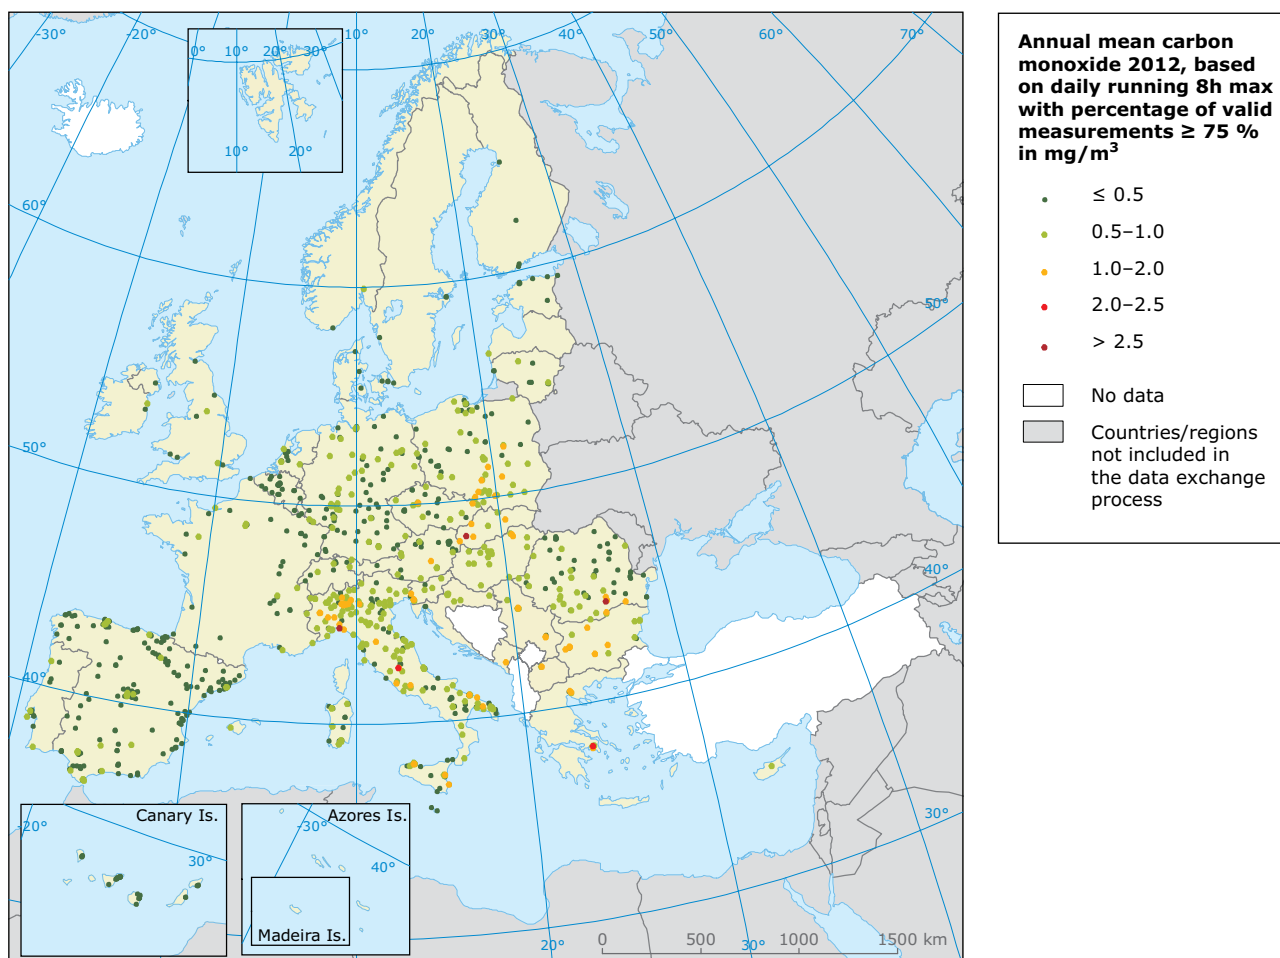 -30°
-20°
0°
10°
20°
30°
10°
20°
10°
20°
30°
40°
50°
60°
70°
60°
50°
40°
50°
40°
30°
Canary Is.
-20°
30°
Azores Is.
-30°
40°
Madeira Is.
20°
30°
0
500
1000
1500 km
Annual mean carbon
monoxide 2012, based
on daily running 8h max
with percentage of valid
measurements ≥ 75 %
in mg/m³
≤ 0.5
0.5–1.0
1.0–2.0
2.0–2.5
> 2.5
No data
Countries/regions
not included in
the data exchange
process